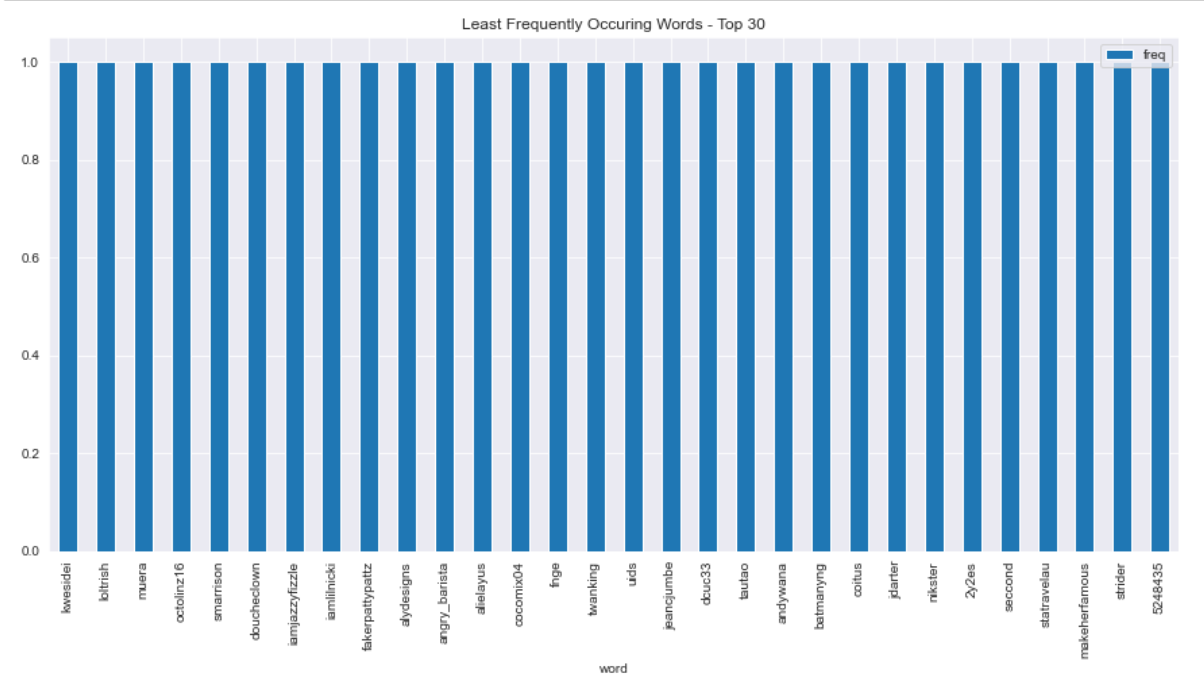 Least Frequently Occuring Words - Top 30
freq
1.0
0.8
0.6
0.4
0.2
0.0
kwesidei
loltrish
muera
octolinz16
smarrison
doucheclown
iamjazzyfizzle
iamlilnicki
fakerpattypattz
alydesigns
angry_barista
alielayus
cocomix04
fnge
twanking
uids
jeancjumbe
dcuc33
tautao
andywana
batmanyng
coitus
jdarter
nikster
2y2es
seccond
statravelau
makeherfamous
strider
5248435
word